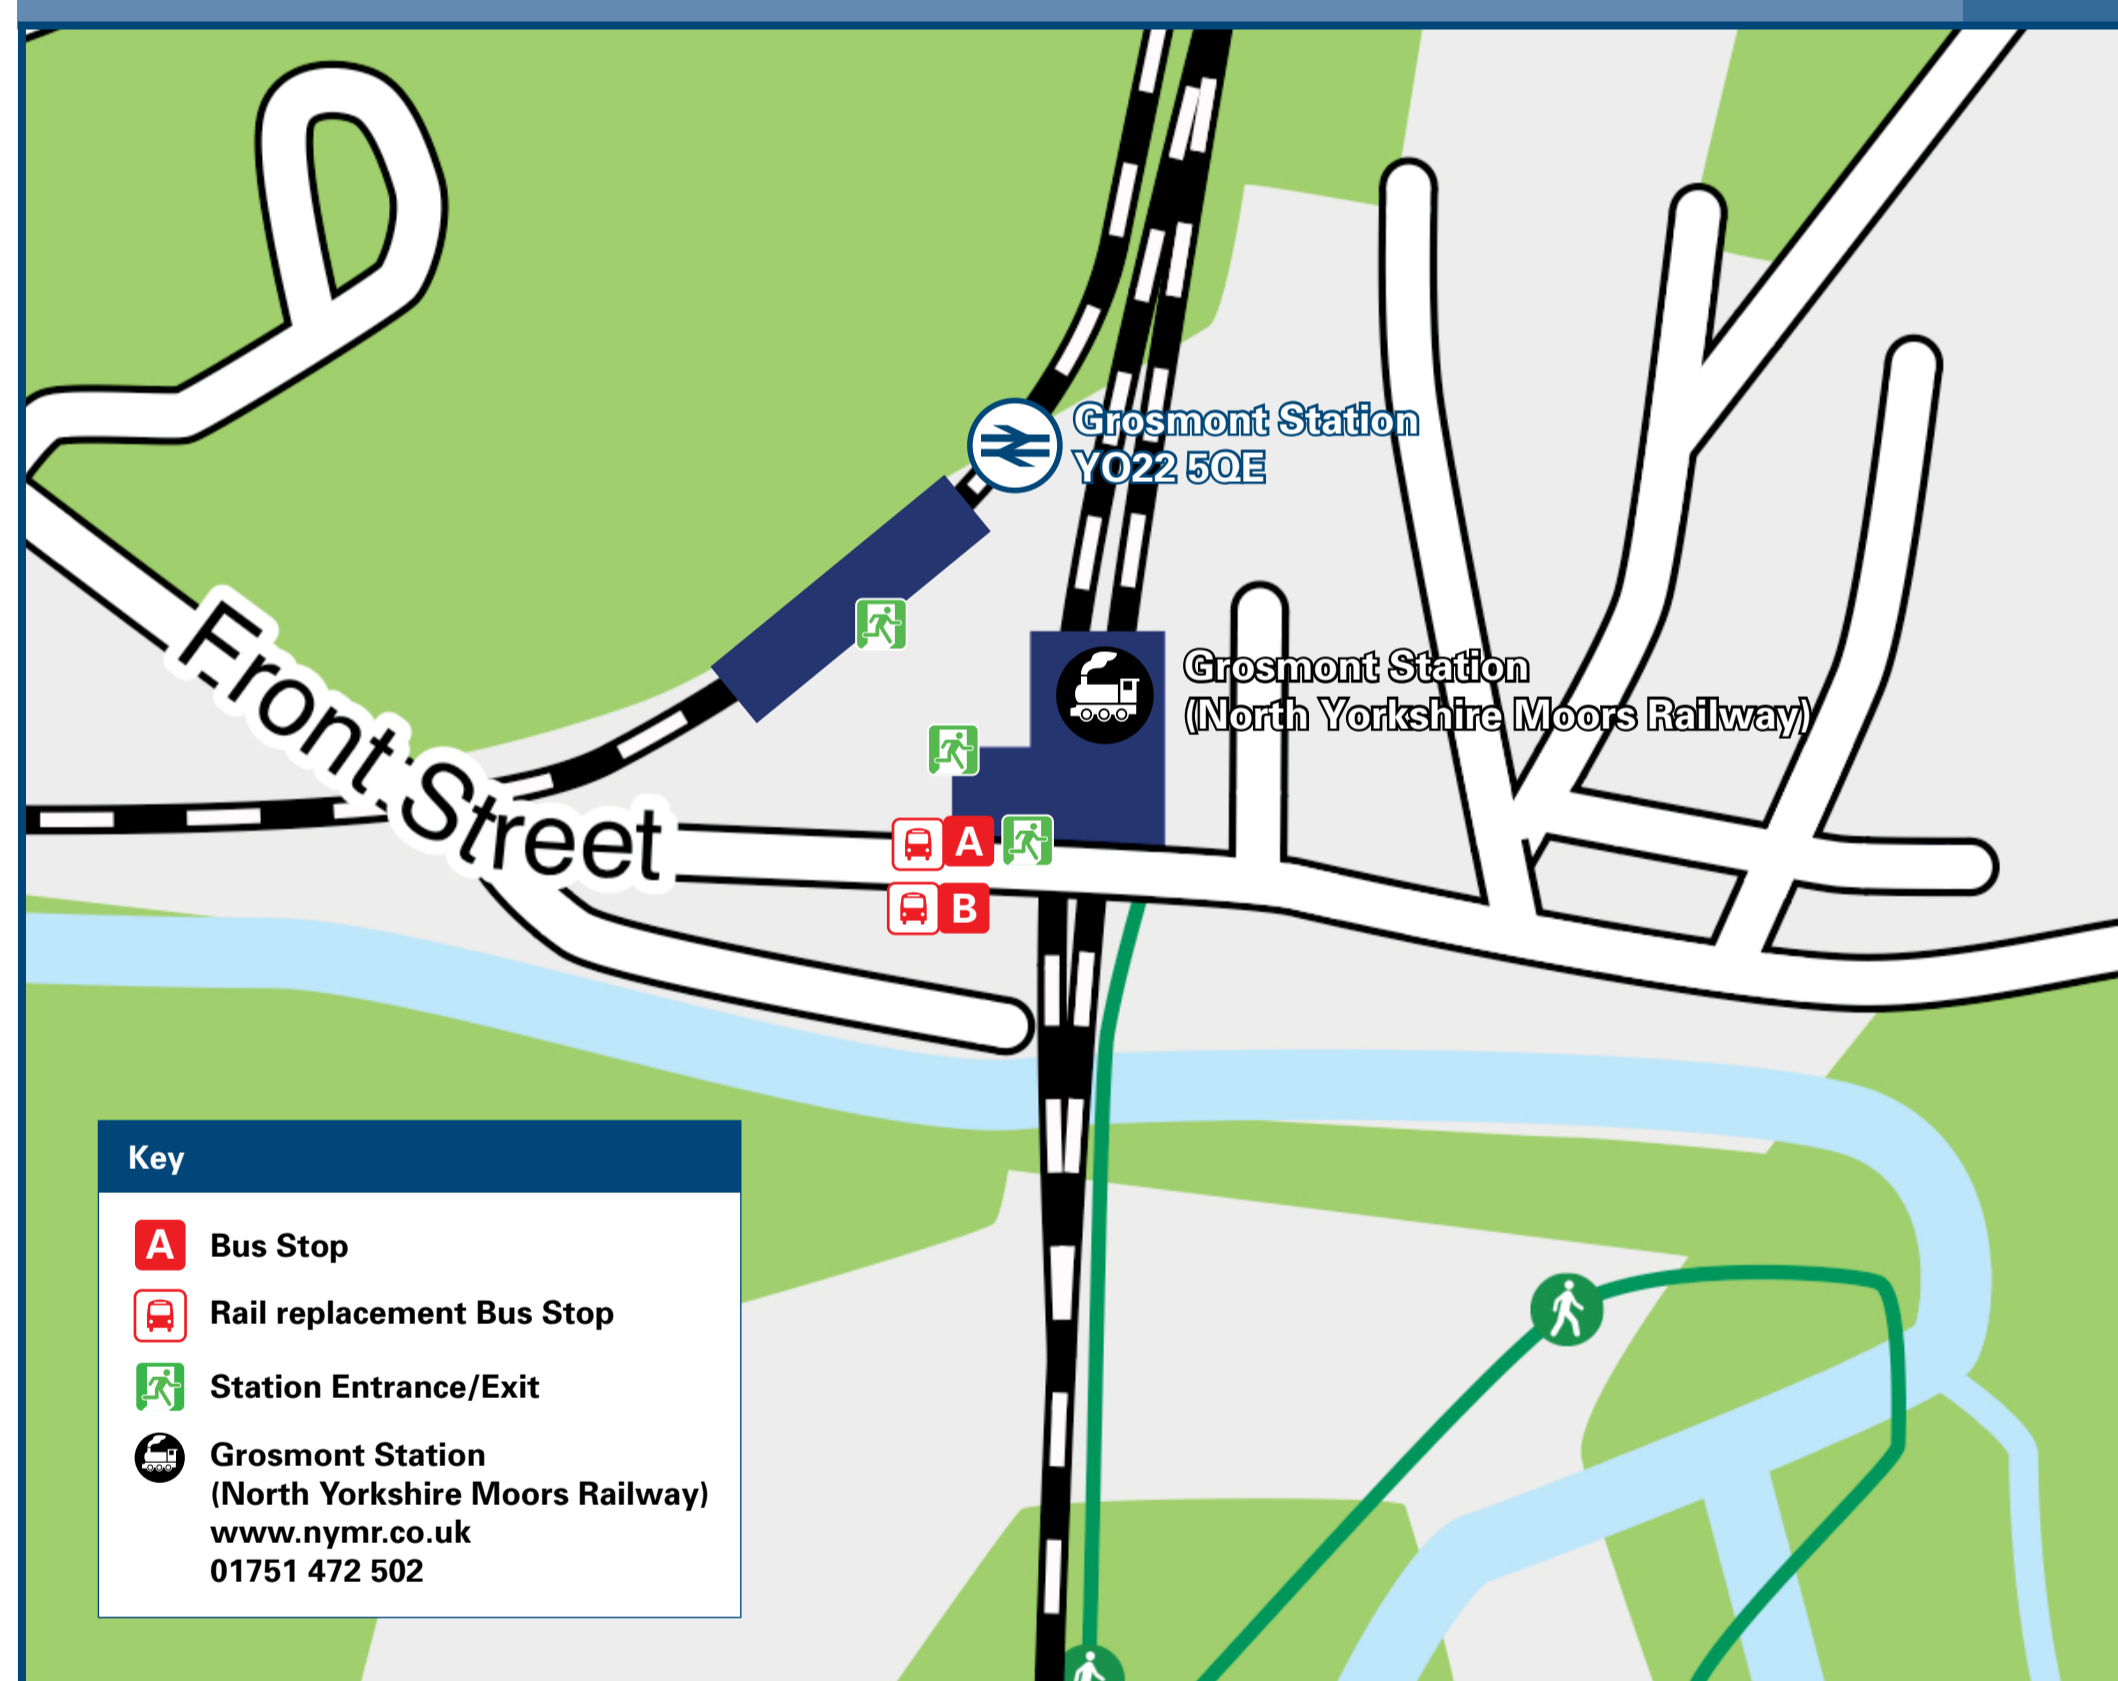 Grosmont Station
YO22 5QE
Front Street
Grosmont Station
(North Yorkshire Moors Railway)
A
B
Key
A Bus Stop
Rail replacement Bus Stop
Station Entrance/Exit
Grosmont Station
(North Yorkshire Moors Railway)
www.nymr.co.uk
01751 472 502